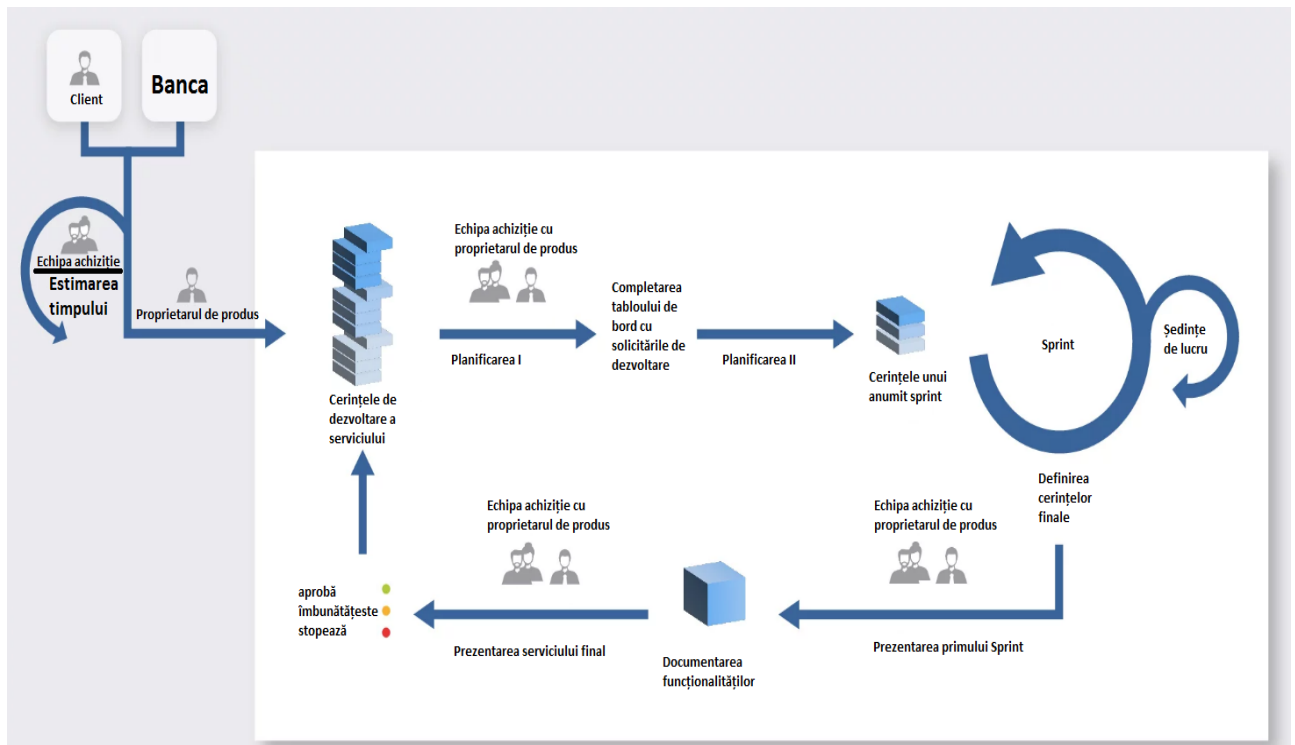 Client
Banca
Echipa achiziție
Estimarea
timpului
Proprietarul de produs
Cerințele de
dezvoltare a
serviciului
Echipa achiziție cu
proprietarul de produs
Planificarea I
Completarea
tabloului de
bord cu
solicitările de
dezvoltare
Planificarea II
Cerințele unui
anumit sprint
Sprint
Ședințe
de lucru
Definirea
cerințelor
finale
Echipa achiziție cu
proprietarul de produs
Prezentarea primului Sprint
Documentarea
funcționalităților
Echipa achiziție cu
proprietarul de produs
Prezentarea serviciului final
aprobă
îmbunătățeste
stopează